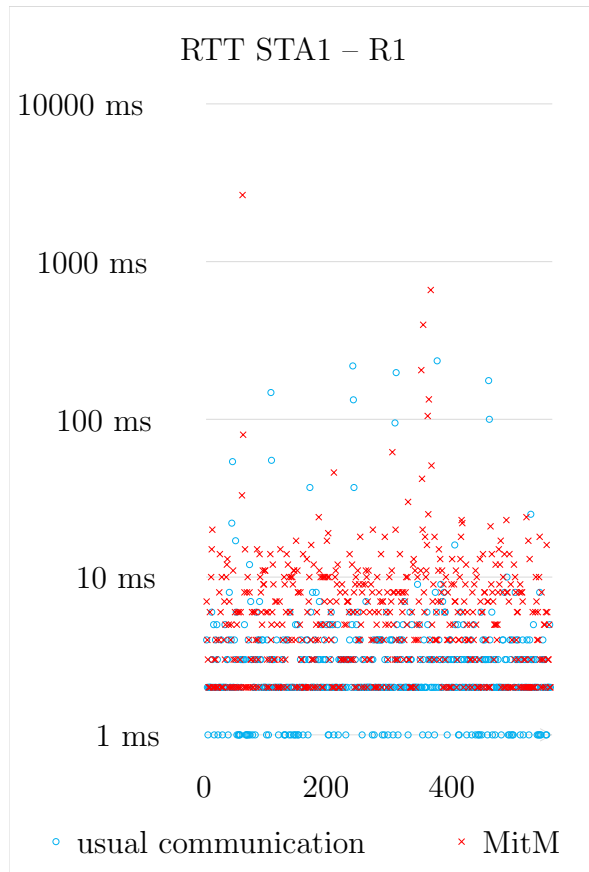 RTT STA1 – R1
10000 ms
1000 ms
100 ms
10 ms
1 ms
0 200 400
usual communication MitM